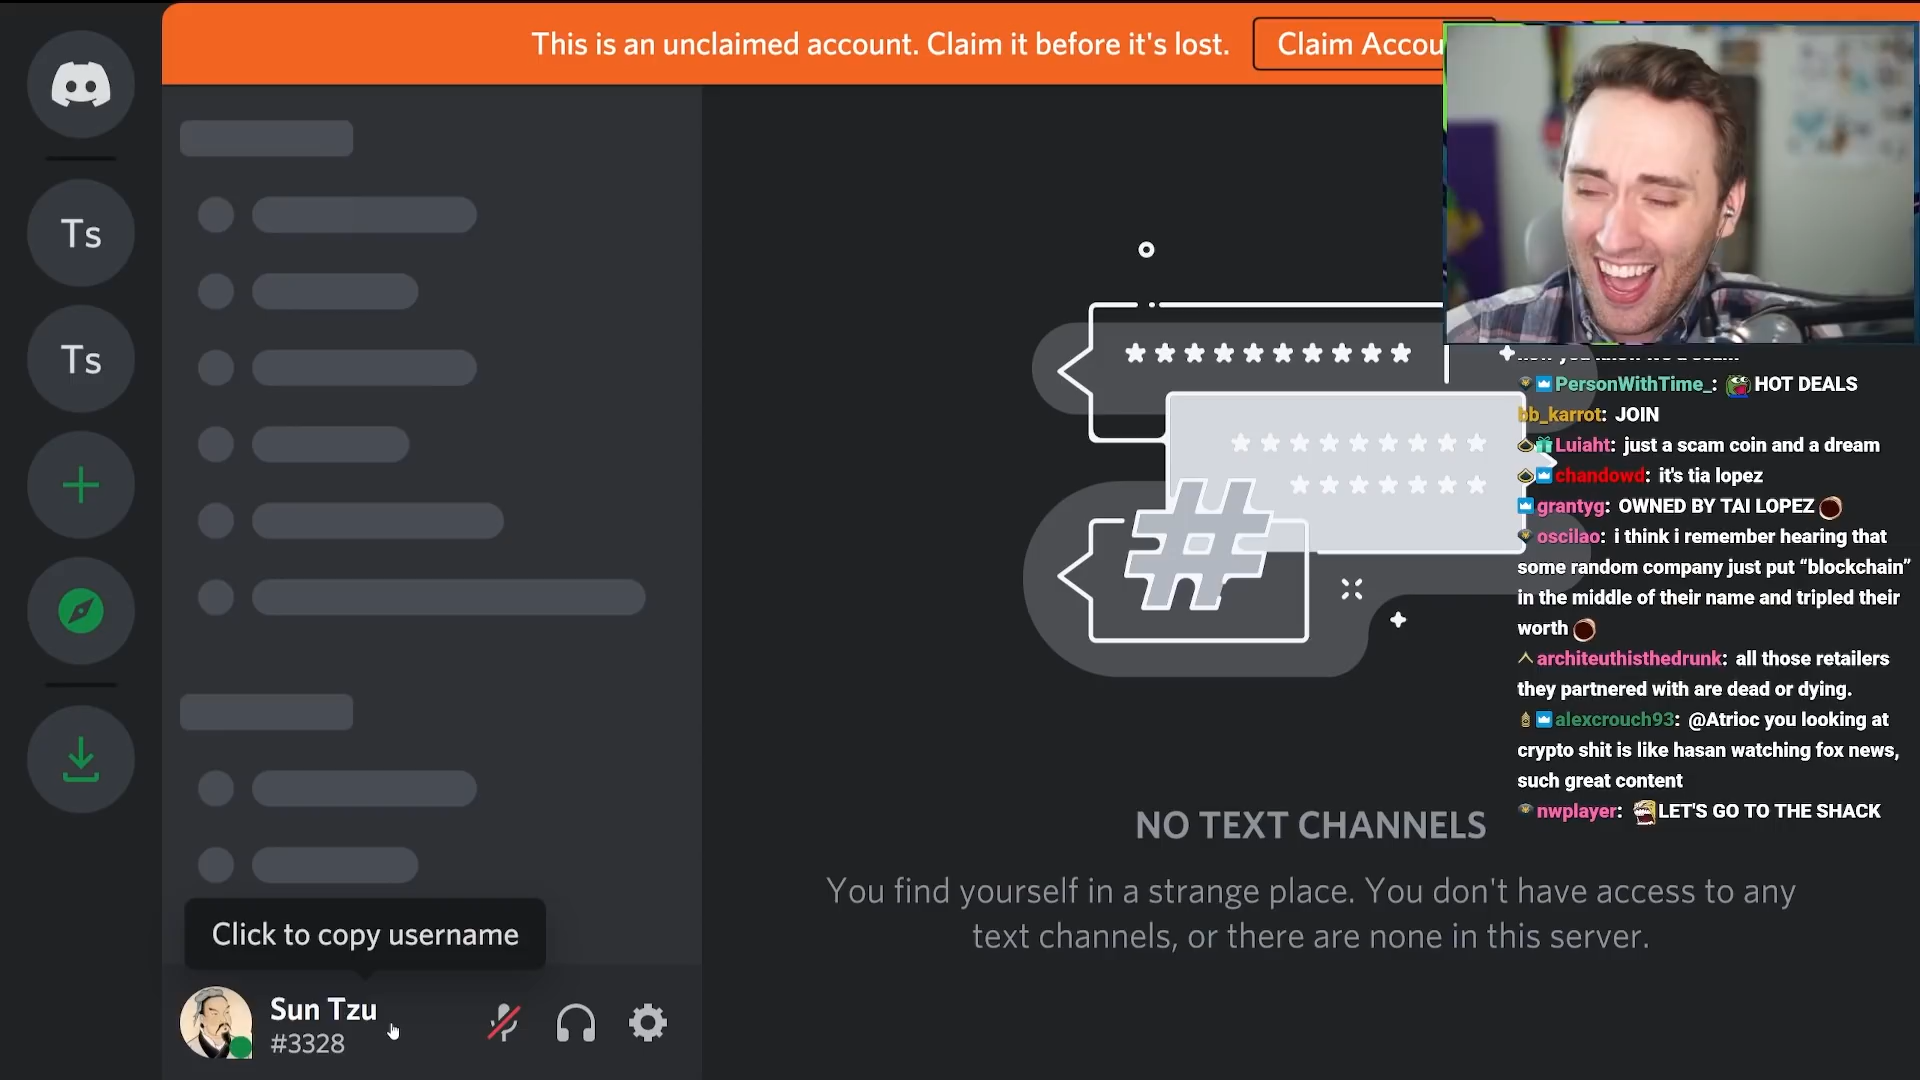 This is an unclaimed account. Claim it before it's lost.
Claim Accou
Ts
Ts
PersonWithTime_: HOT DEALS
bb_karrot: JOIN
Luiaht: just a scam coin and a dream
chandowd: it's tia lopez
grantyg: OWNED BY TAI LOPEZ
oscilao: i think i remember hearing that
some random company just put “blockchain”
in the middle of their name and tripled their
worth
architeuthisthedrunk: all those retailers
they partnered with are dead or dying.
alexcrouch93: @Atrioc you looking at
crypto shit is like hasan watching fox news,
such great content
nwplayer: LET'S GO TO THE SHACK
NO TEXT CHANNELS
You find yourself in a strange place. You don't have access to any
text channels, or there are none in this server.
Click to copy username
Sun Tzu
#3328